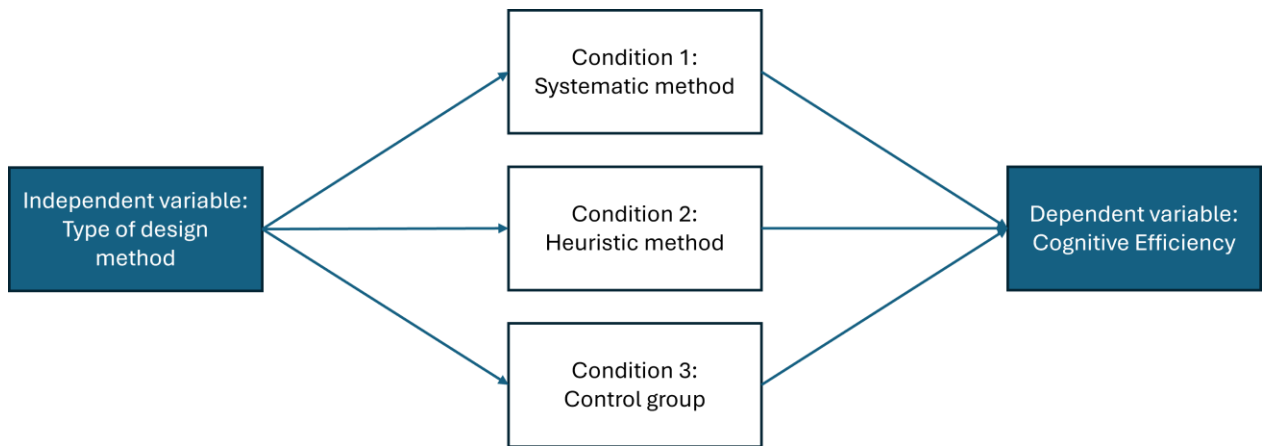 Condition 1:
Systematic method
Independent variable:
Type of design
method
Condition 2:
Heuristic method
Dependent variable:
Cognitive Efficiency
Condition 3:
Control group